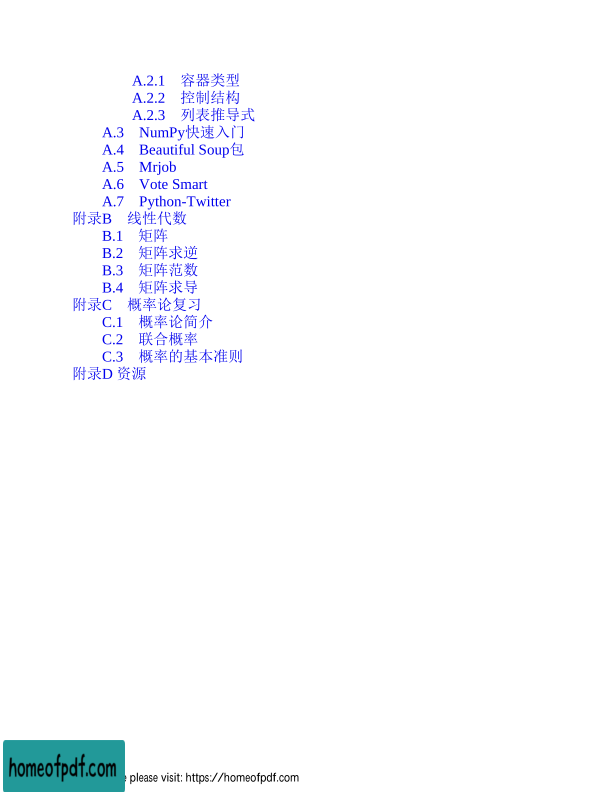 A.2.1 容器类型
A.2.2 控制结构
A.2.3 列表推导式
A.3 NumPy快速入门
A.4 Beautiful Soup包
A.5 Mrjob
A.6 Vote Smart
A.7 Python-Twitter
附录B 线性代数
B.1 矩阵
B.2 矩阵求逆
B.3 矩阵范数
B.4 矩阵求导
附录C 概率论复习
C.1 概率论简介
C.2 联合概率
C.3 概率的基本准则
附录D 资源
homeofpdf.com
please visit: https://homeofpdf.com